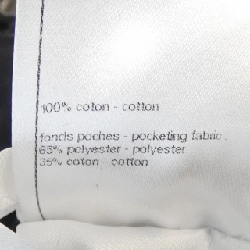 100% coton - cotton
fonds poches - pocketing fabric
65% polyester - polyester
35% coton - cotton